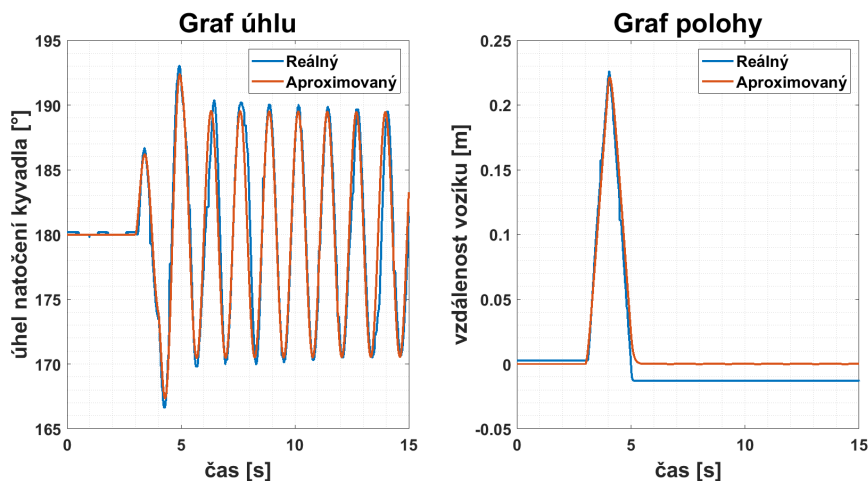 Graf úhlu
Reálný
Aproximovaný
úhel natočení kyvadla [°]
195
190
185
180
175
170
165
0
5
10
15
čas [s]
Graf polohy
Reálný
Aproximovaný
vzdálenost vozíku [m]
0.25
0.2
0.15
0.1
0.05
0
-0.05
0
5
10
15
čas [s]